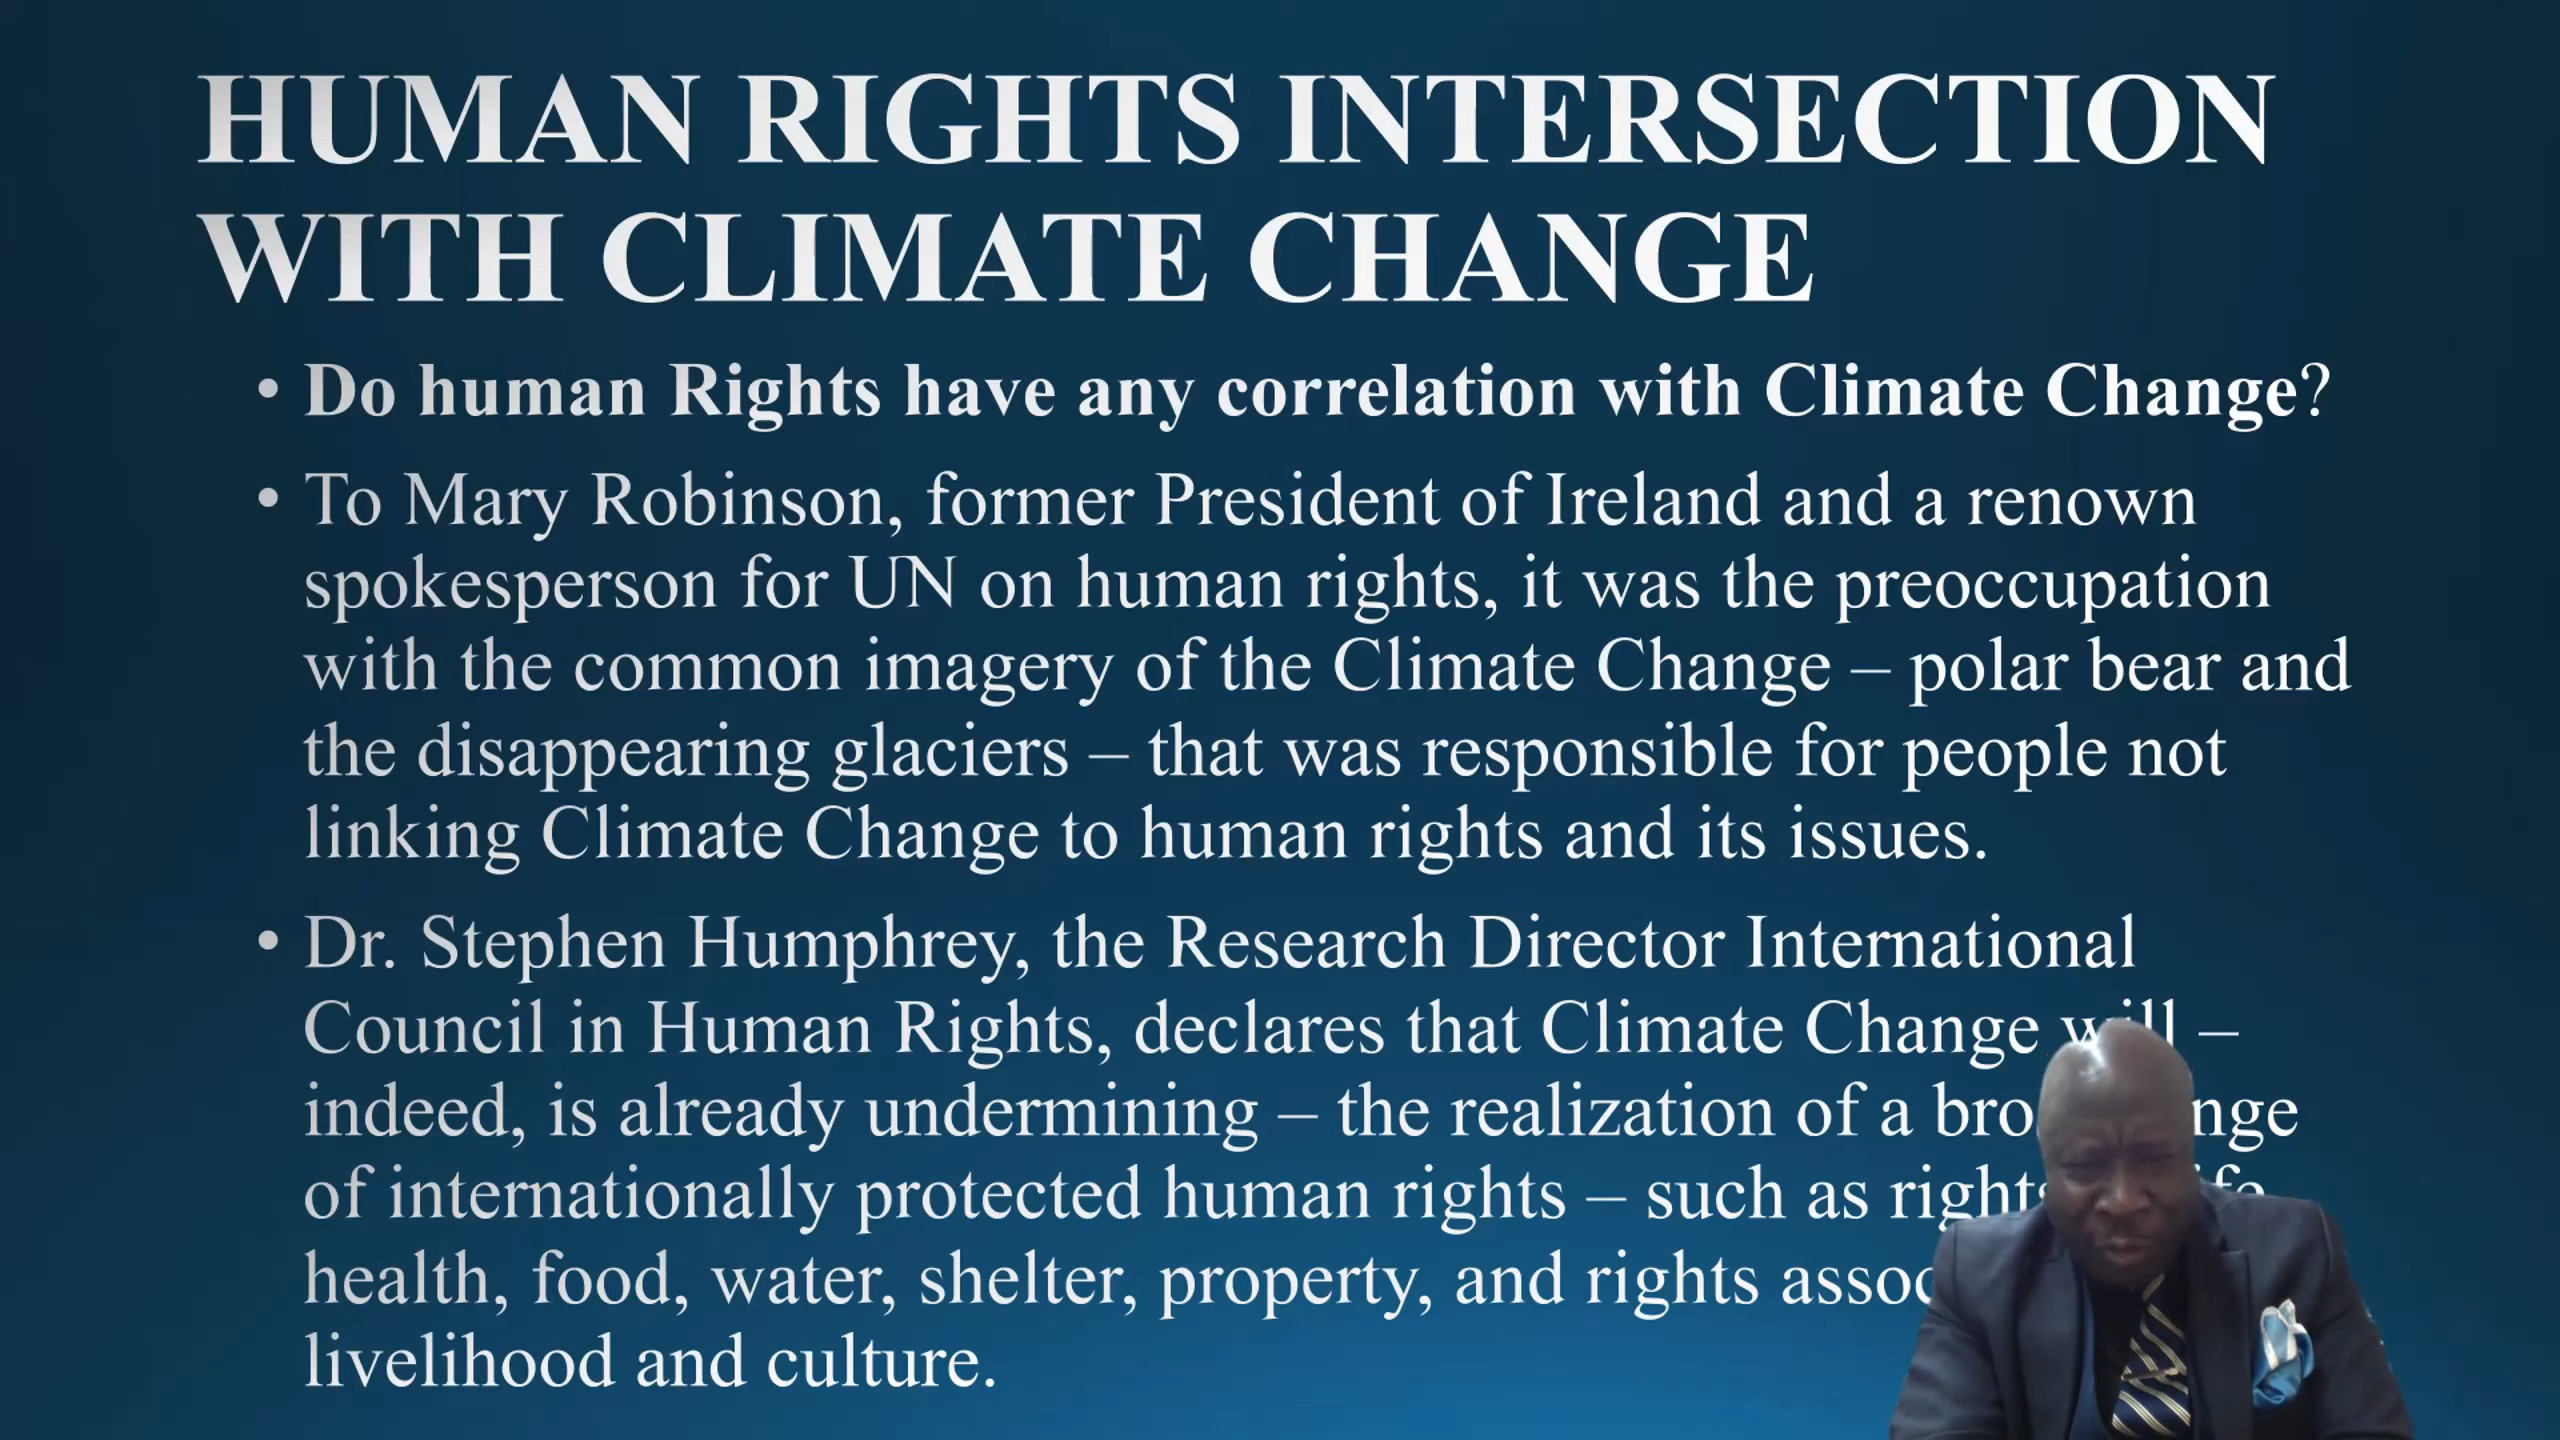 HUMAN RIGHTS INTERSECTION
WITH CLIMATE CHANGE
• Do human Rights have any correlation with Climate Change?
• To Mary Robinson, former President of Ireland and a renown
spokesperson for UN on human rights, it was the preoccupation
with the common imagery of the Climate Change – polar bear and
the disappearing glaciers – that was responsible for people not
linking Climate Change to human rights and its issues.
• Dr. Stephen Humphrey, the Research Director International
Council in Human Rights, declares that Climate Change will –
indeed, is already undermining – the realization of a
of internationally protected human rights – such as
health, food, water, shelter, property, and rights
livelihood and culture.